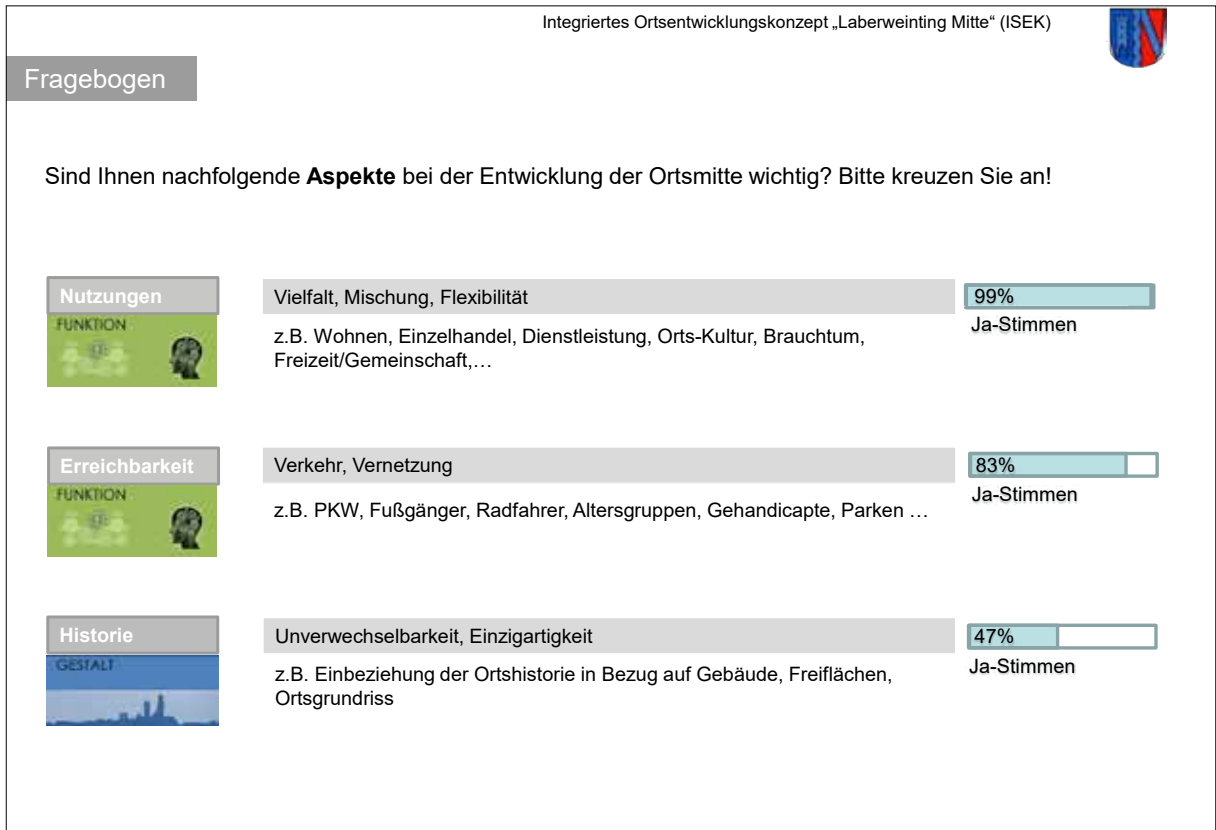 Integriertes Ortsentwicklungskonzept „Laberweinting Mitte“ (ISEK)
Fragebogen
Sind Ihnen nachfolgende Aspekte bei der Entwicklung der Ortsmitte wichtig? Bitte kreuzen Sie an!
Nutzungen
FUNKTION
Vielfalt, Mischung, Flexibilität
z.B. Wohnen, Einzelhandel, Dienstleistung, Orts-Kultur, Brauchtum,
Freizeit/Gemeinschaft,…
99%
Ja-Stimmen
Erreichbarkeit
FUNKTION
Verkehr, Vernetzung
z.B. PKW, Fußgänger, Radfahrer, Altersgruppen, Gehandicapte, Parken …
83%
Ja-Stimmen
Historie
GESTALT
Unverwechselbarkeit, Einzigartigkeit
z.B. Einbeziehung der Ortshistorie in Bezug auf Gebäude, Freiflächen,
Ortsgrundriss
47%
Ja-Stimmen